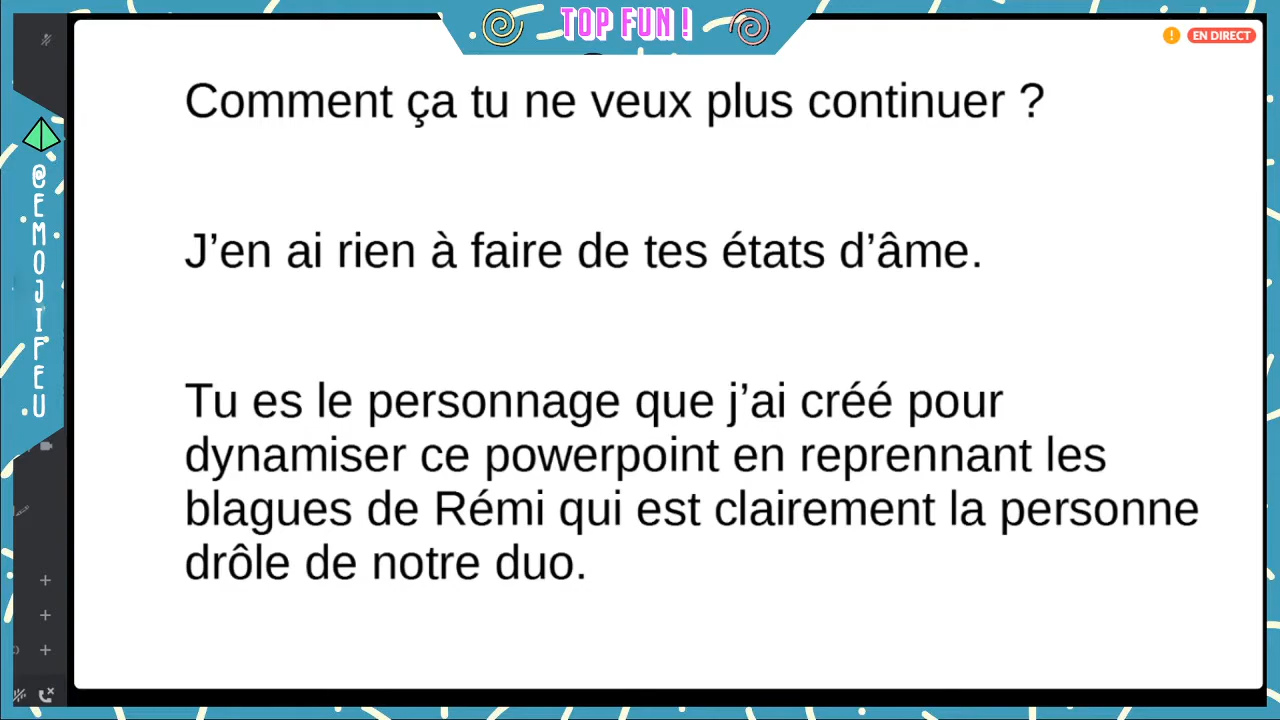 TOP FUN !
! EN DIRECT
@EMOJIFEU
Comment ça tu ne veux plus continuer ?
J’en ai rien à faire de tes états d’âme.
Tu es le personnage que j’ai créé pour
dynamiser ce powerpoint en reprennant les
blagues de Rémi qui est clairement la personne
drôle de notre duo.